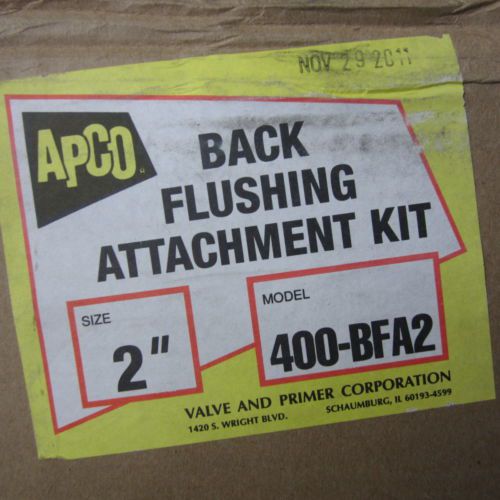 NOV 29 2011
APCO
BACK
FLUSHING
ATTACHMENT KIT
SIZE
2"
MODEL
400-BFA2
VALVE AND PRIMER CORPORATION
1420 S. WRIGHT BLVD. SCHAUMBURG, IL 60193-4599